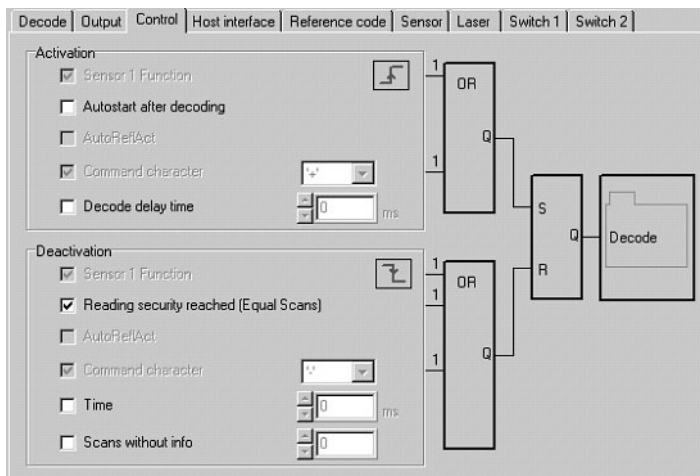 Decode Output Control Host interface Reference code Sensor Laser Switch 1 Switch 2
Activation
Sensor 1 Function
Autostart after decoding
AutoReflAct
Command character '+'
Decode delay time 0 ms
1
OR
Q
1
S
Q
R
Decode
Deactivation
Sensor 1 Function
Reading security reached (Equal Scans)
AutoReflAct
Command character '-'
Time 0 ms
Scans without info 0
1
OR
1
Q
1